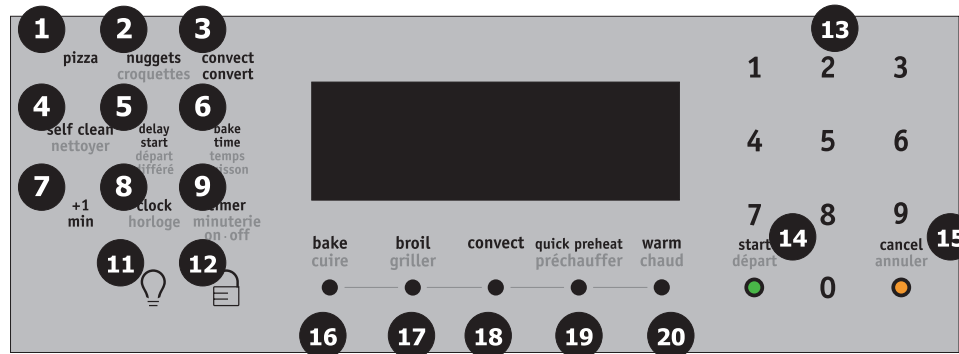 1 2 3 13
pizza nuggets convect
croquettes convert
1 2 3
4 5 6
self clean delay bake
nettoyer start time
départ temps
4 5 6
7 8 9
+1 clock
min horloge minuterie
on·off
7 8 9
bake broil convect quick preheat warm start 14 cancel 15
cuire griller préchauffer chaud départ annuler
11 12
0
16 17 18 19 20